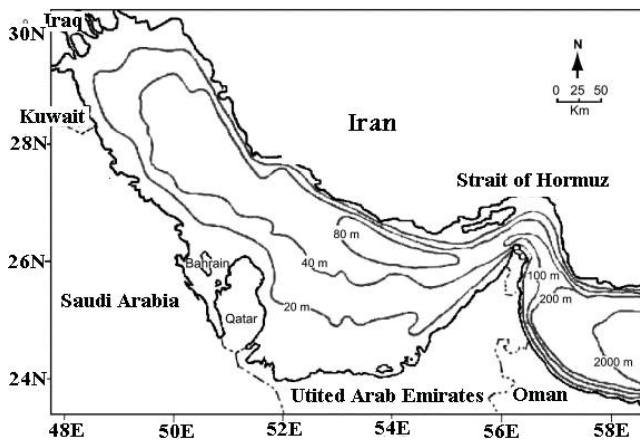 Iraq
30N
N
0 25 50
Km
Kuwait
Iran
28N
Strait of Hormuz
80 m
26N
Bahrain
40 m
100 m
Saudi Arabia
20 m
200 m
Qatar
2000 m
24N
Utited Arab Emirates
Oman
48E
50E
52E
54E
56E
58E